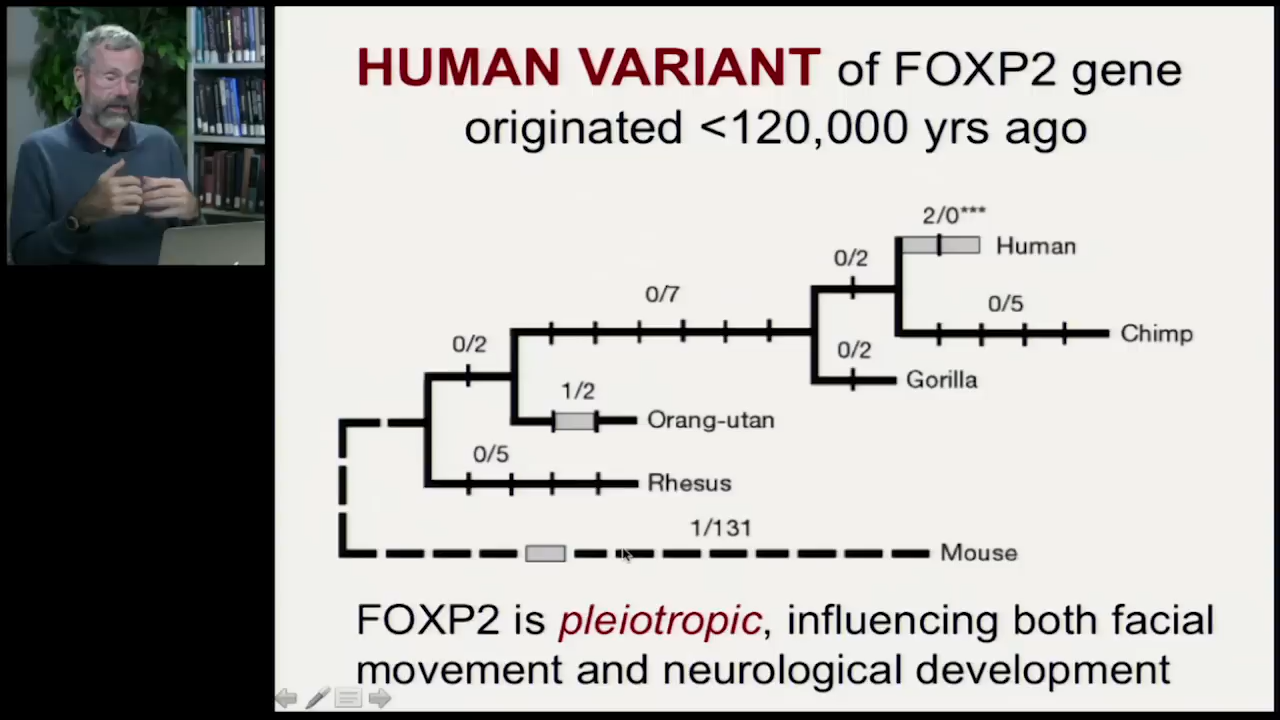 HUMAN VARIANT of FOXP2 gene
originated <120,000 yrs ago
2/0***
Human
0/2
0/7
0/5
Chimp
0/2
0/2
Gorilla
1/2
Orang-utan
0/5
Rhesus
1/131
Mouse
FOXP2 is pleiotropic, influencing both facial
movement and neurological development